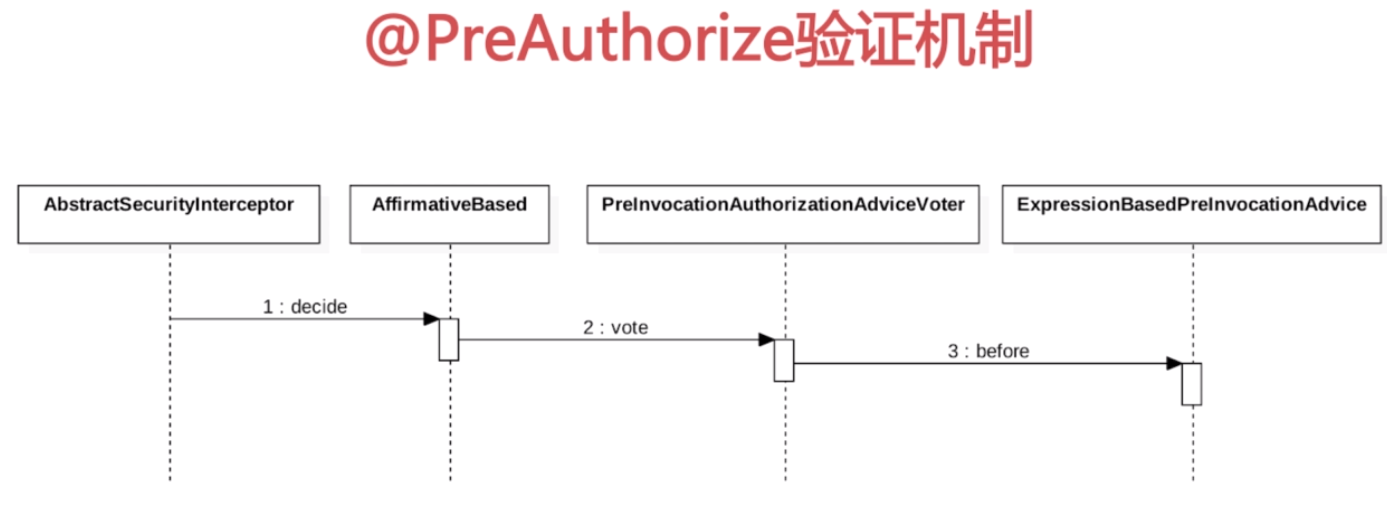 @PreAuthorize验证机制
AbstractSecurityInterceptor
AffirmativeBased
PreInvocationAuthorizationAdviceVoter
ExpressionBasedPreInvocationAdvice
1 : decide
2 : vote
3 : before